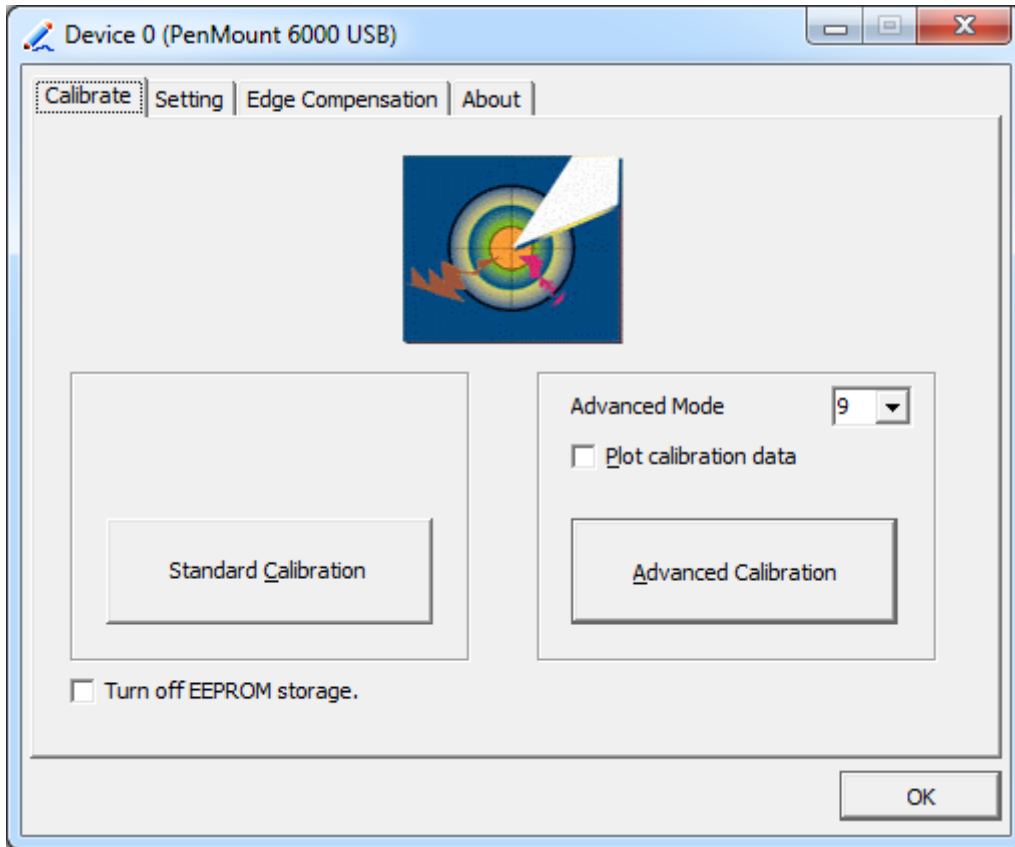 Device 0 (PenMount 6000 USB)
Calibrate Setting Edge Compensation About
Advanced Mode 9
Plot calibration data
Standard Calibration
Advanced Calibration
Turn off EEPROM storage.
OK